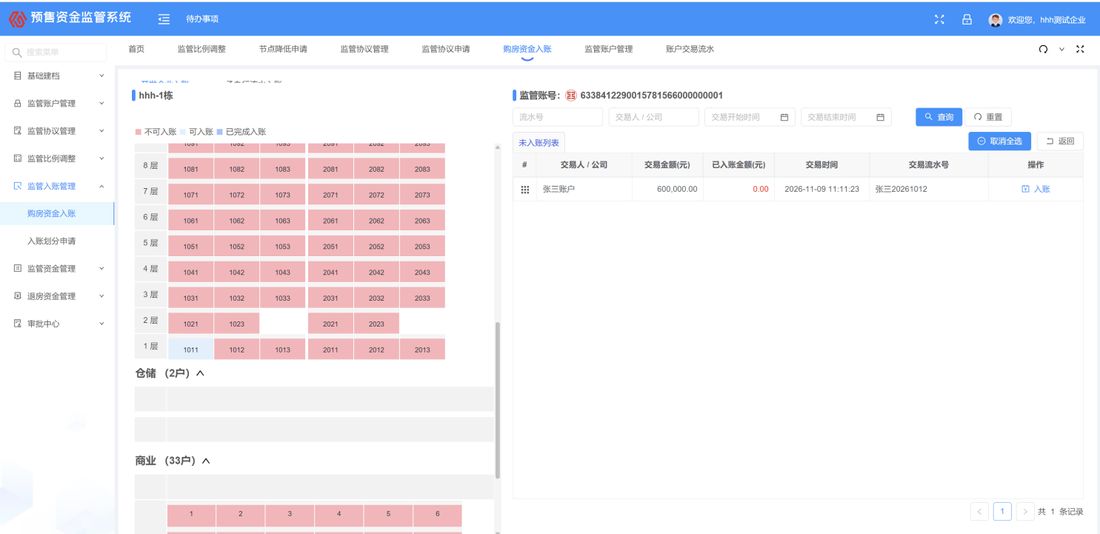 预售资金监管系统
待办事项
欢迎您，hhh测试企业
搜索菜单
首页 监管比例调整 节点降低申请 监管协议管理 监管协议申请 购房资金入账 监管账户管理 账户交易流水
基础建档
监管账户管理
监管协议管理
监管比例调整
监管入账管理
购房资金入账
入账划分申请
监管资金管理
退房资金管理
审批中心
hhh-1栋
不可入账 可入账 已完成入账
1091 1092 1093 2091 2092 2093
8 层 1081 1082 1083 2081 2082 2083
7 层 1071 1072 1073 2071 2072 2073
6 层 1061 1062 1063 2061 2062 2063
5 层 1051 1052 1053 2051 2052 2053
4 层 1041 1042 1043 2041 2042 2043
3 层 1031 1032 1033 2031 2032 2033
2 层 1021 1023 2021 2023
1 层 1011 1012 1013 2011 2012 2013
仓储 （2户）
商业 （33户）
1 2 3 4 5 6
监管账号： 6338412290015781566000000001
流水号 交易人 / 公司 交易开始时间 交易结束时间 查询 重置
未入账列表 取消全选 返回
# 交易人 / 公司 交易金额(元) 已入账金额(元) 交易时间 交易流水号 操作
张三账户 600,000.00 0.00 2026-11-09 11:11:23 张三20261012 入账
1 共 1 条记录